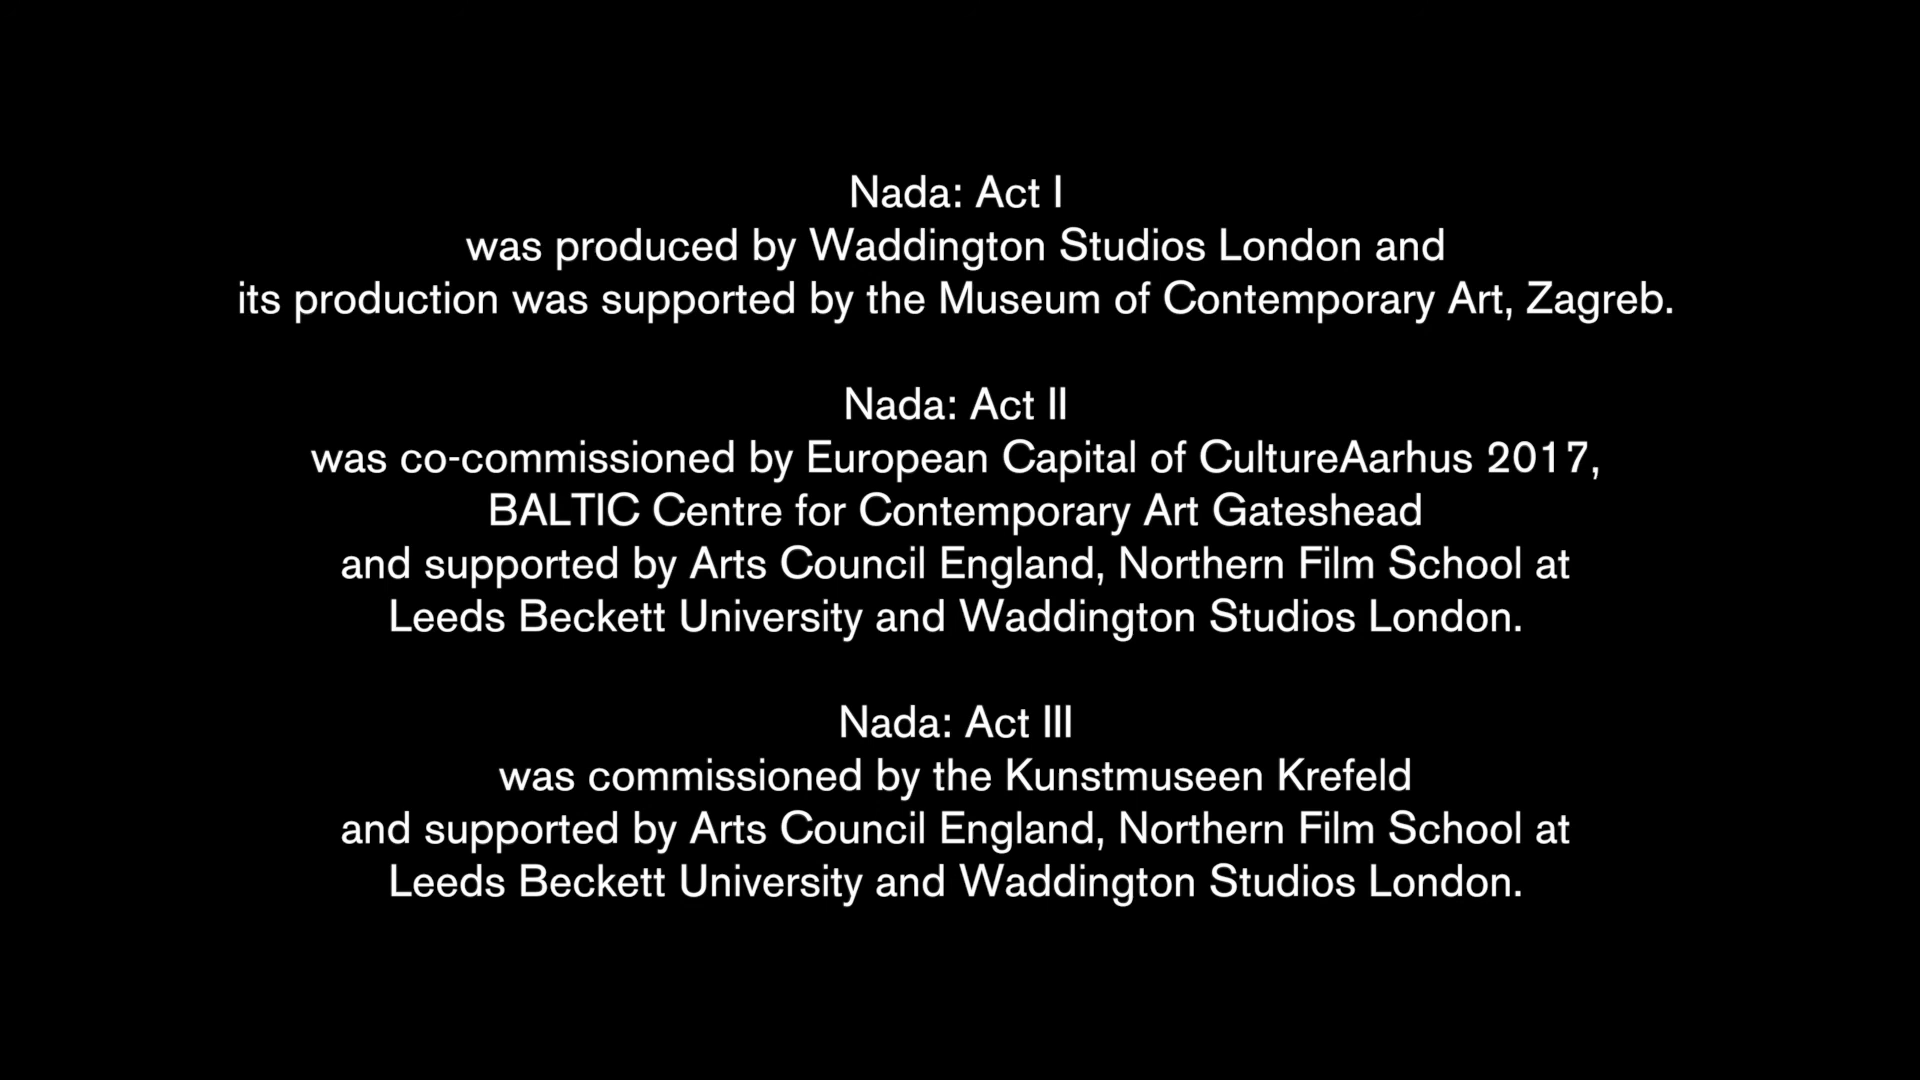 Nada: Act I
was produced by Waddington Studios London and
its production was supported by the Museum of Contemporary Art, Zagreb.
Nada: Act II
was co-commissioned by European Capital of CultureAarhus 2017,
BALTIC Centre for Contemporary Art Gateshead
and supported by Arts Council England, Northern Film School at
Leeds Beckett University and Waddington Studios London.
Nada: Act III
was commissioned by the Kunstmuseen Krefeld
and supported by Arts Council England, Northern Film School at
Leeds Beckett University and Waddington Studios London.